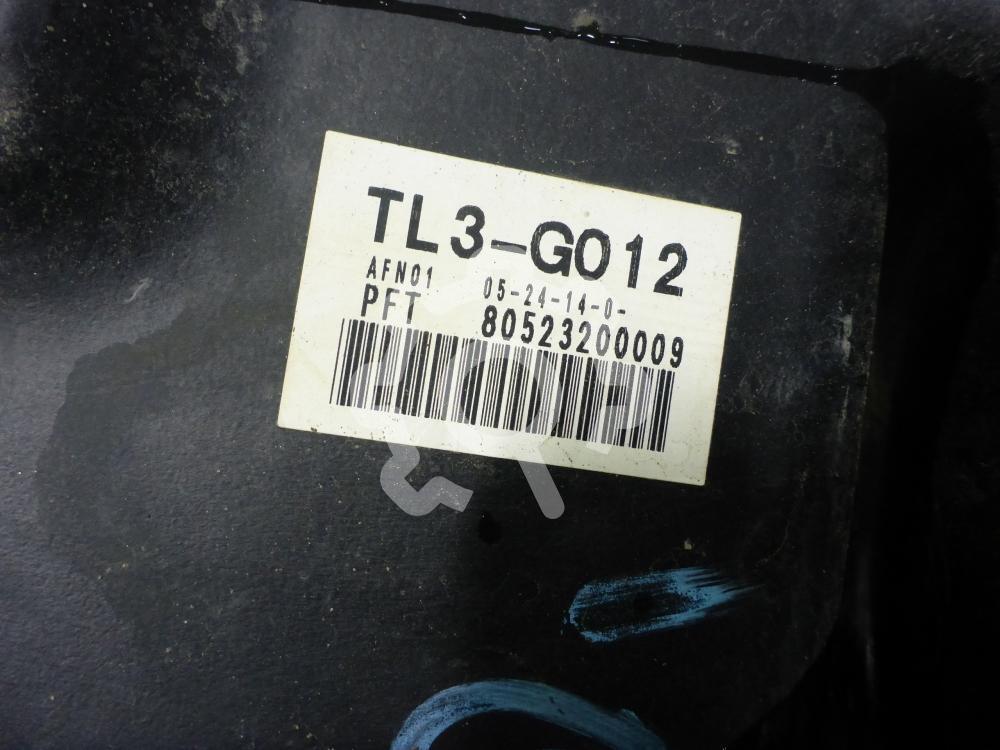 TL3-G012
AFN01 05-24-14-0-
PFT 80523200009